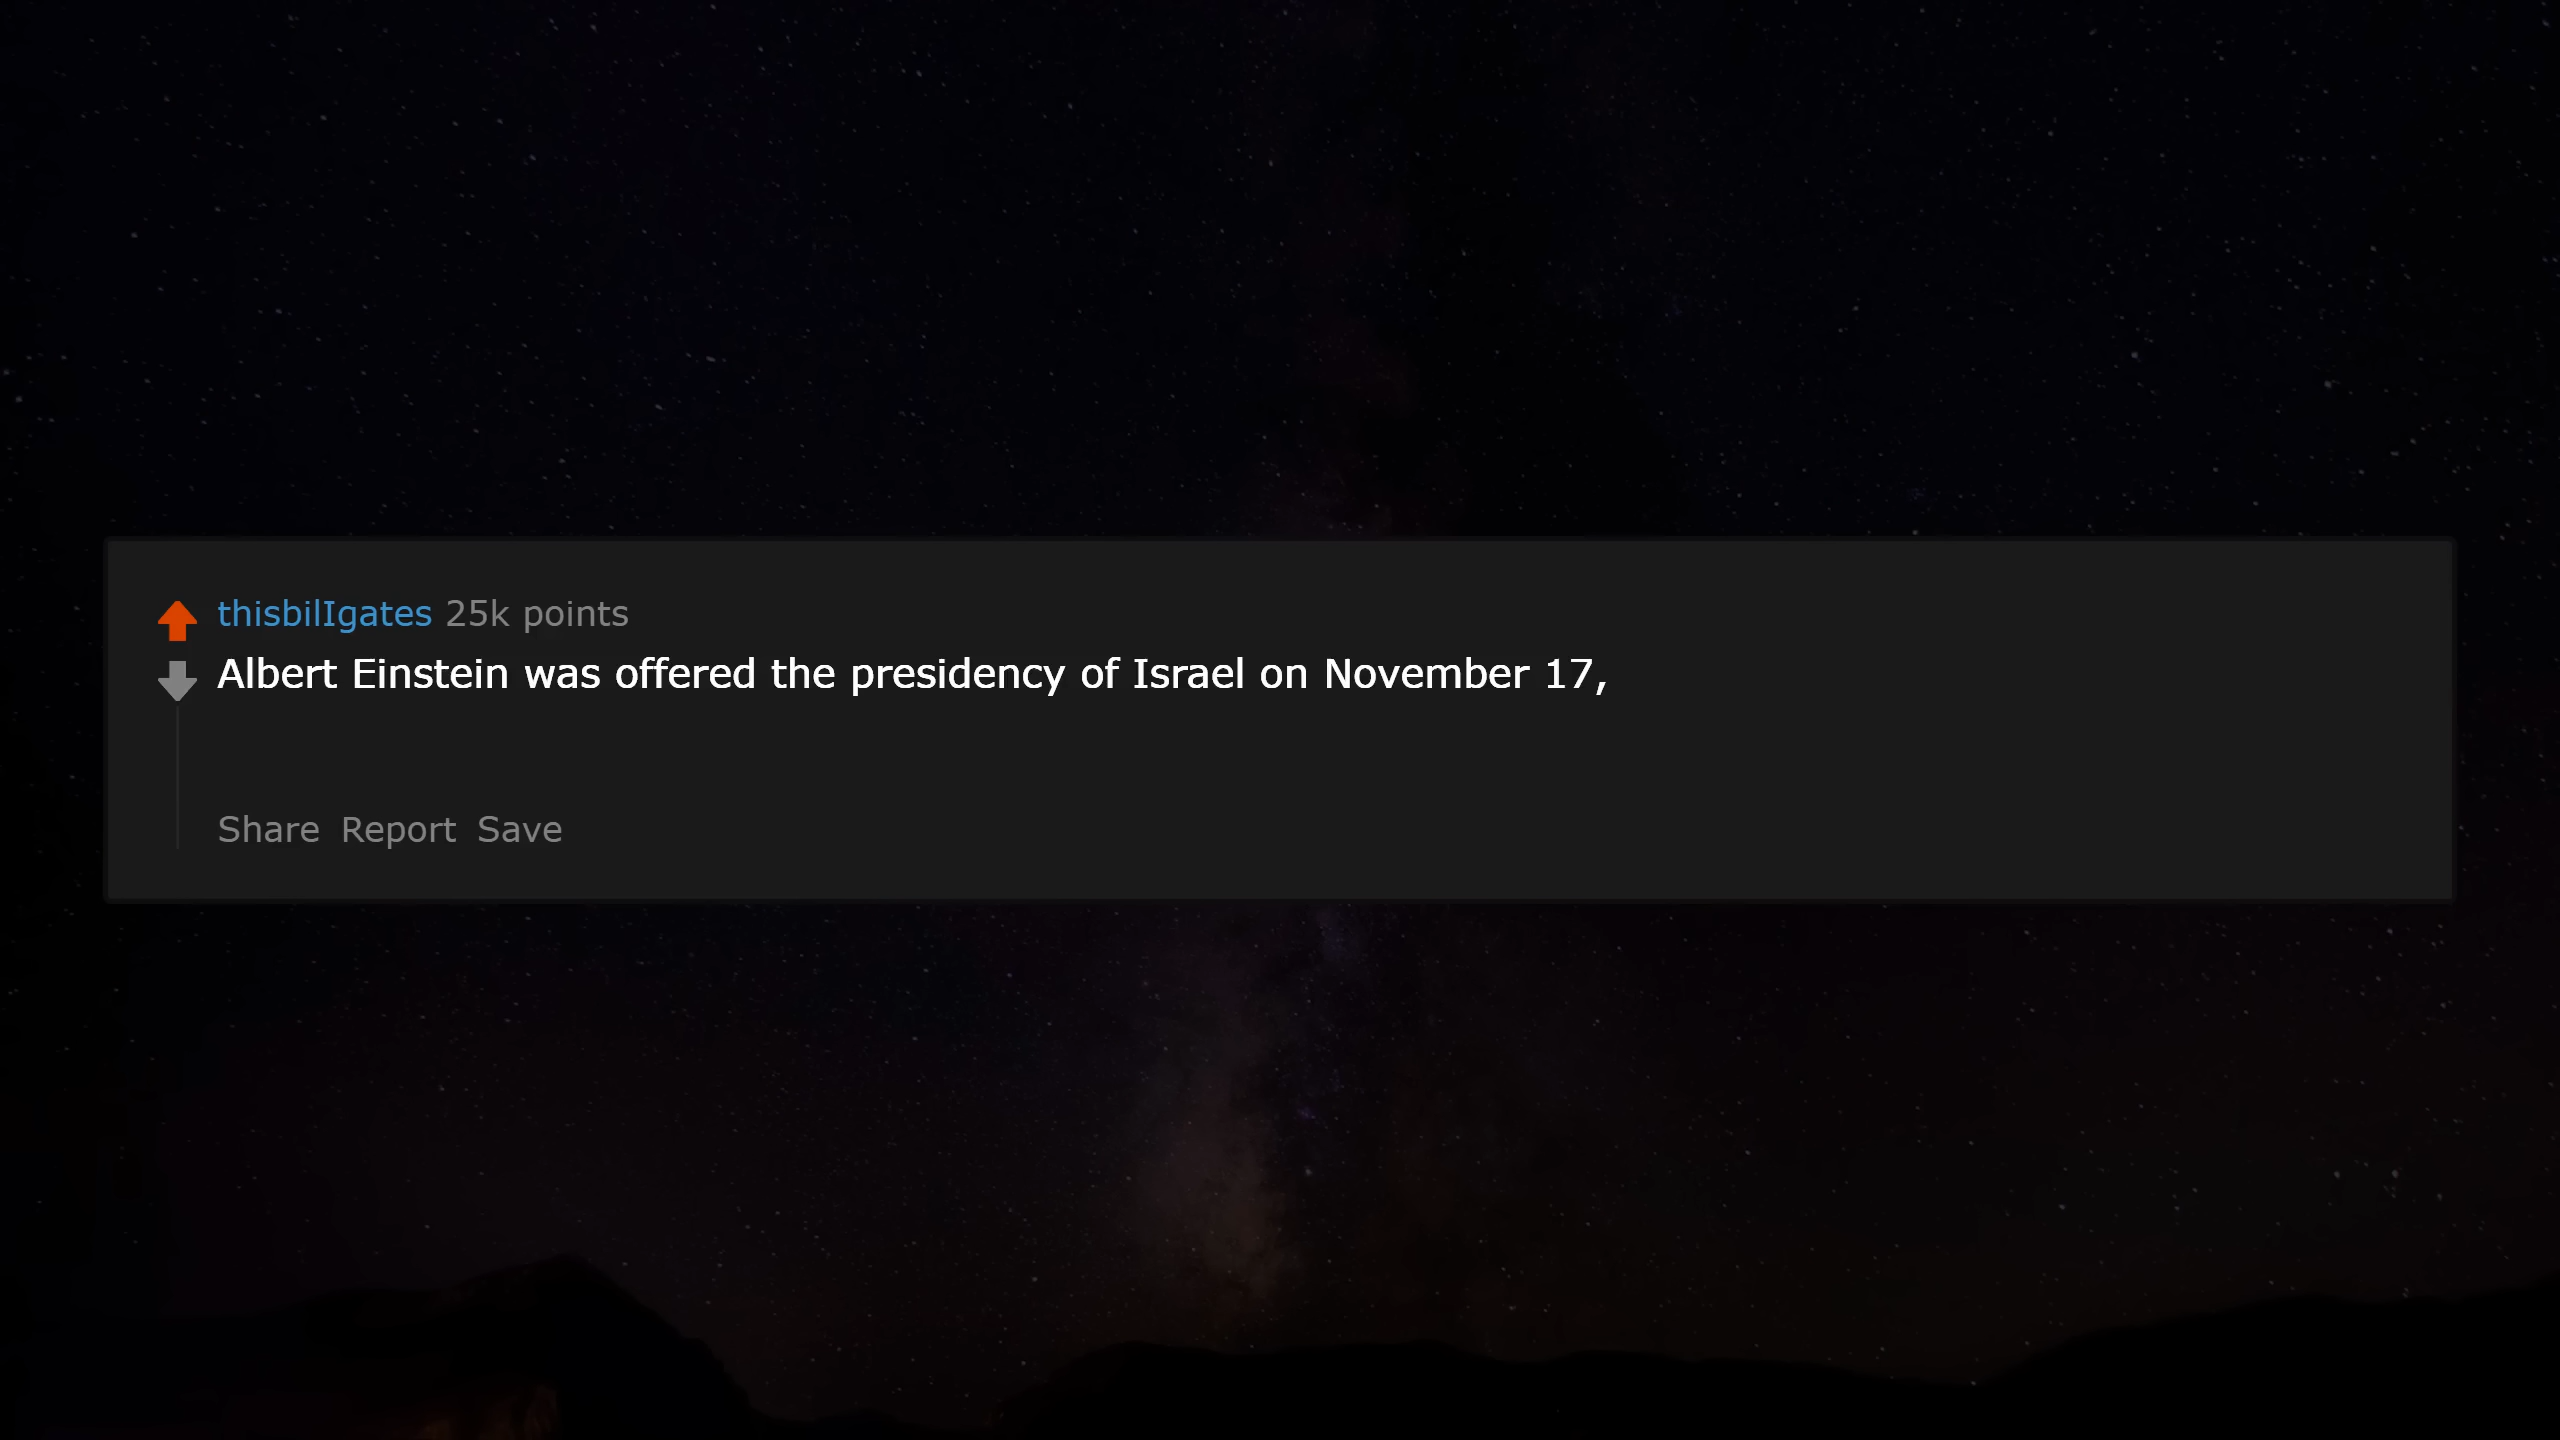 thisbilIgates 25k points
Albert Einstein was offered the presidency of Israel on November 17,
Share Report Save